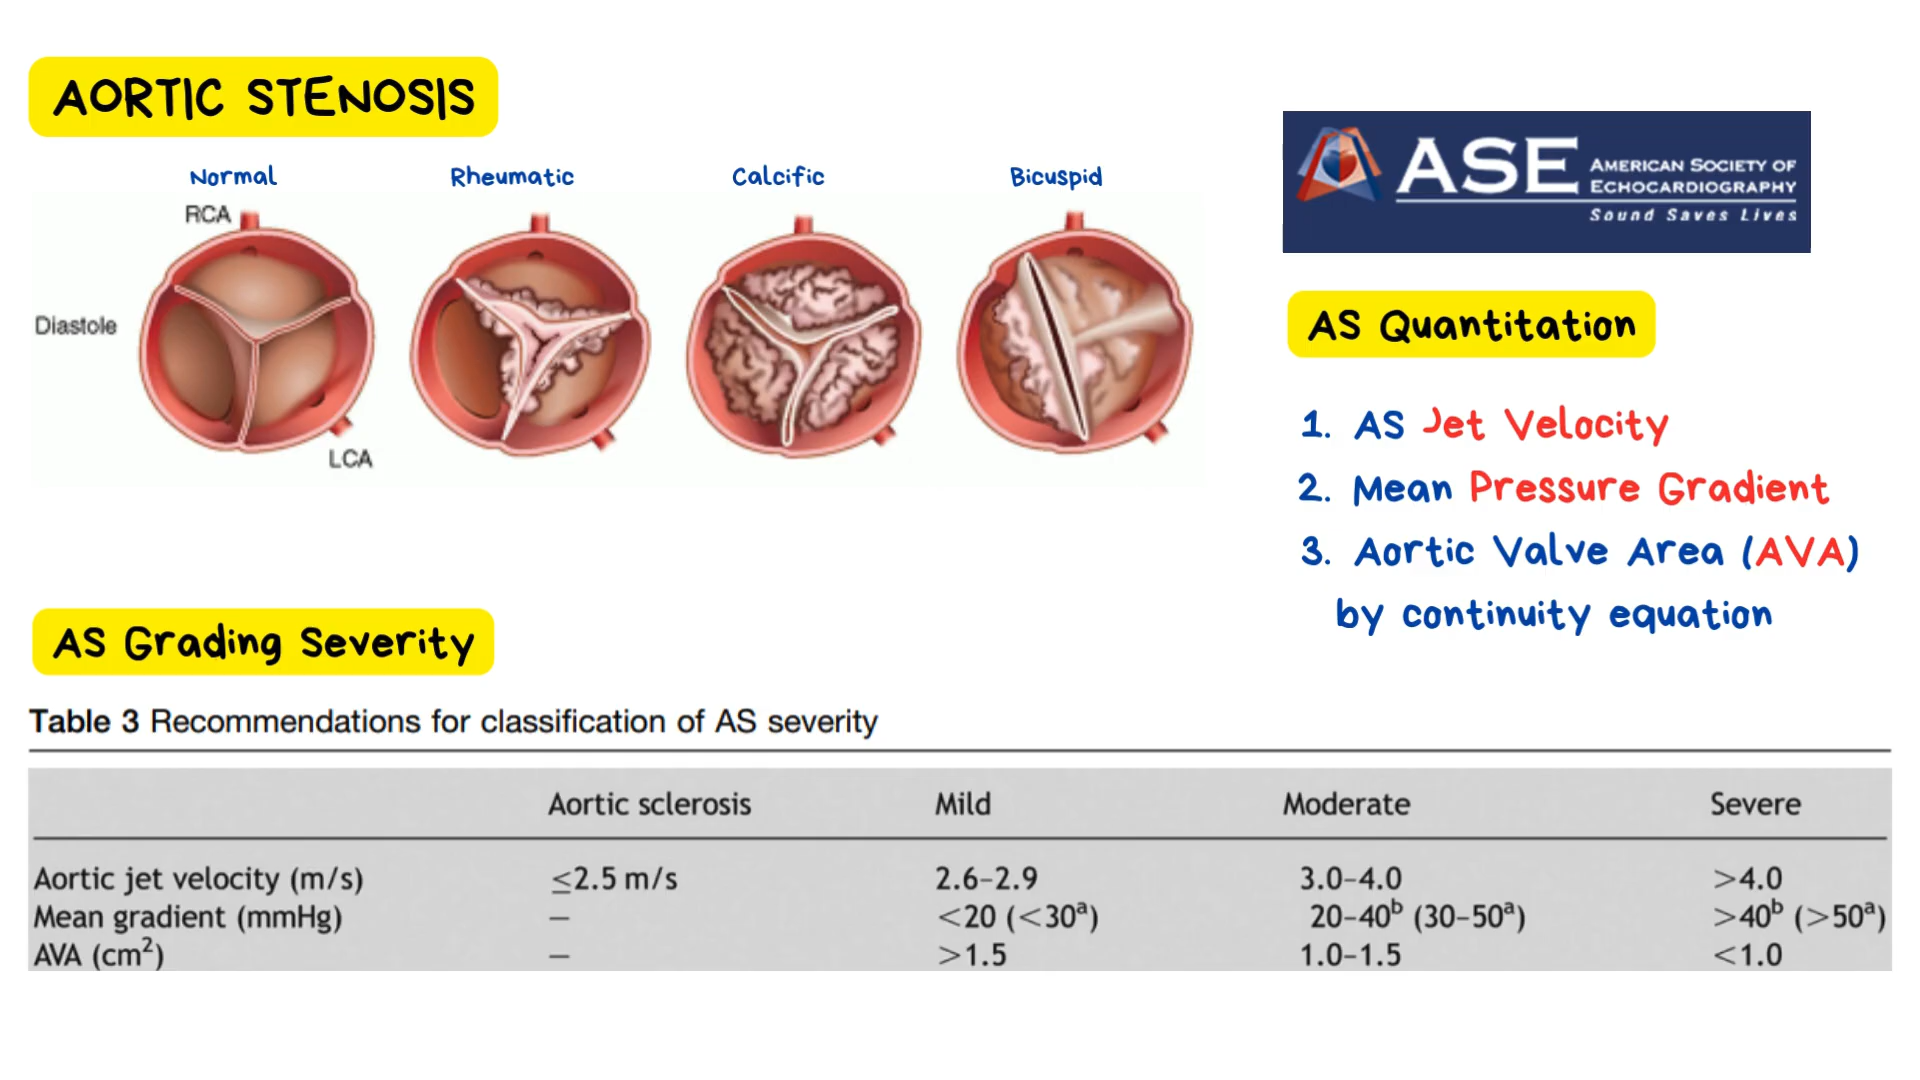 AORTIC STENOSIS
Normal Rheumatic Calcific Bicuspid
RCA
Diastole
LCA
ASE AMERICAN SOCIETY OF
ECHOCARDIOGRAPHY
Sound Saves Lives
AS Quantitation
1. AS Jet Velocity
2. Mean Pressure Gradient
3. Aortic Valve Area (AVA)
by continuity equation
AS Grading Severity
Table 3 Recommendations for classification of AS severity
Aortic sclerosis Mild Moderate Severe
Aortic jet velocity (m/s) ≤2.5 m/s 2.6–2.9 3.0–4.0 >4.0
Mean gradient (mmHg) – <20 (<30ᵃ) 20–40ᵇ (30–50ᵃ) >40ᵇ (>50ᵃ)
AVA (cm²) – >1.5 1.0–1.5 <1.0